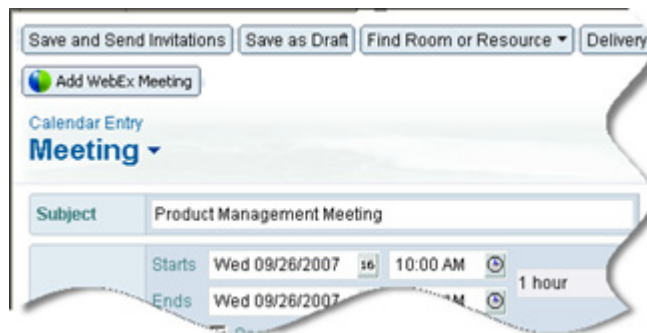 Save and Send Invitations Save as Draft Find Room or Resource Delivery
Add WebEx Meeting
Calendar Entry
Meeting
Subject Product Management Meeting
Starts Wed 09/26/2007 16 10:00 AM
1 hour
Ends Wed 09/26/2007